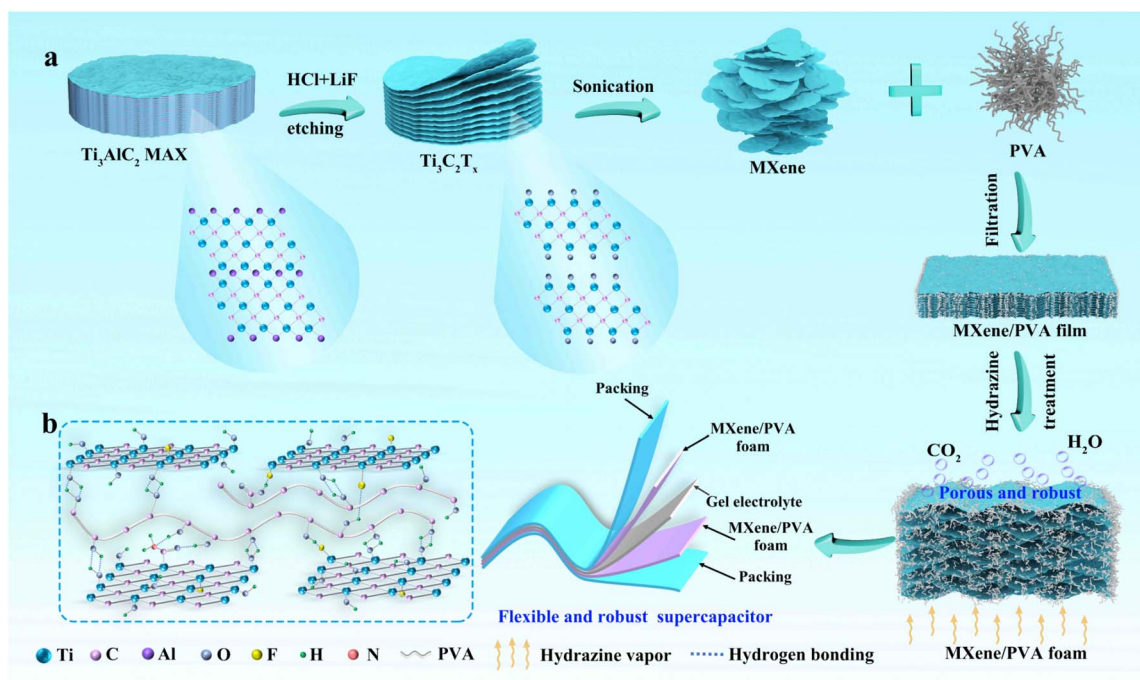 a
HCl+LiF
etching
Sonication
Ti₃AlC₂ MAX
Ti₃C₂Tₓ
MXene
PVA
Filtration
MXene/PVA film
Hydrazine
treatment
CO₂
H₂O
Porous and robust
MXene/PVA foam
b
Packing
MXene/PVA
foam
Gel electrolyte
MXene/PVA
foam
Packing
Flexible and robust supercapacitor
Ti C Al O F H N PVA Hydrazine vapor Hydrogen bonding